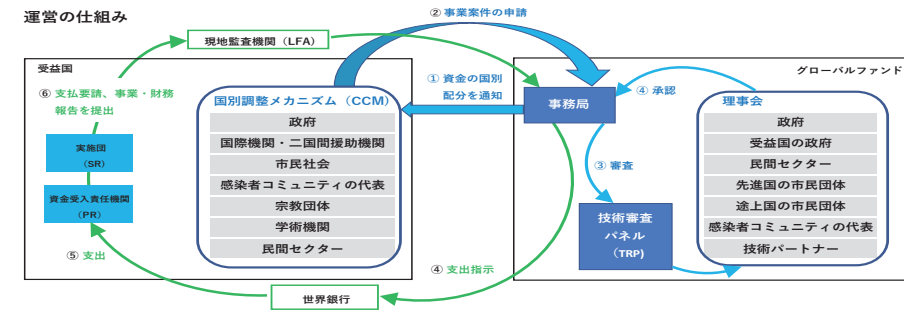 運営の仕組み
② 事業案件の申請
現地監査機関（LFA）
受益国
グローバルファンド
⑥ 支払要請、事業・財務
報告を提出
国別調整メカニズム（CCM）
政府
国際機関・二国間援助機関
市民社会
感染者コミュニティの代表
宗教団体
学術機関
民間セクター
① 資金の国別
配分を通知
事務局
④ 承認
理事会
政府
受益国の政府
民間セクター
先進国の市民団体
途上国の市民団体
感染者コミュニティの代表
技術パートナー
実施団
（SR）
資金受入責任機関
（PR）
③ 審査
技術審査
パネル
（TRP）
⑤ 支出
④ 支出指示
世界銀行